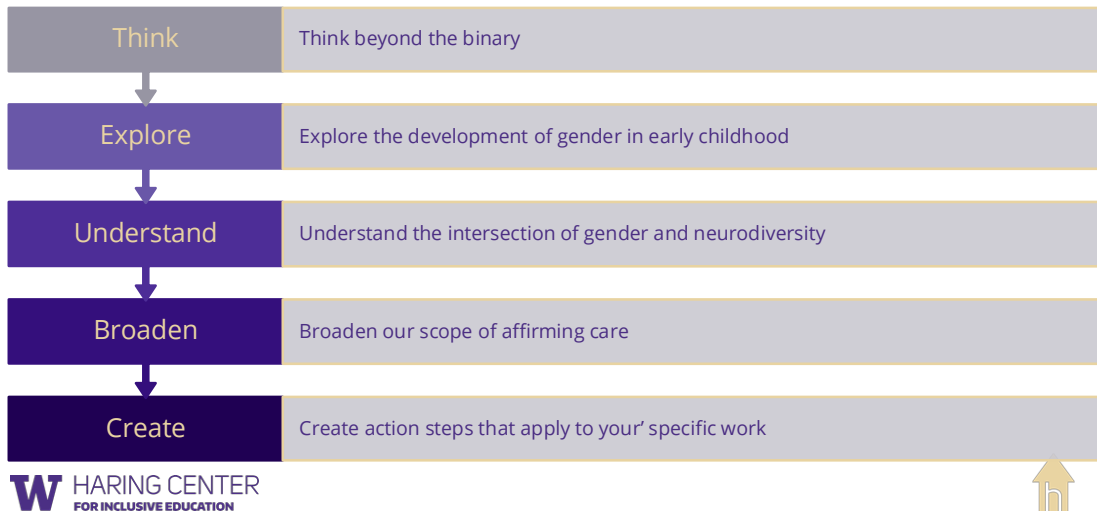 Think
Think beyond the binary
Explore
Explore the development of gender in early childhood
Understand
Understand the intersection of gender and neurodiversity
Broaden
Broaden our scope of affirming care
Create
Create action steps that apply to your’ specific work
W HARING CENTER
FOR INCLUSIVE EDUCATION
h